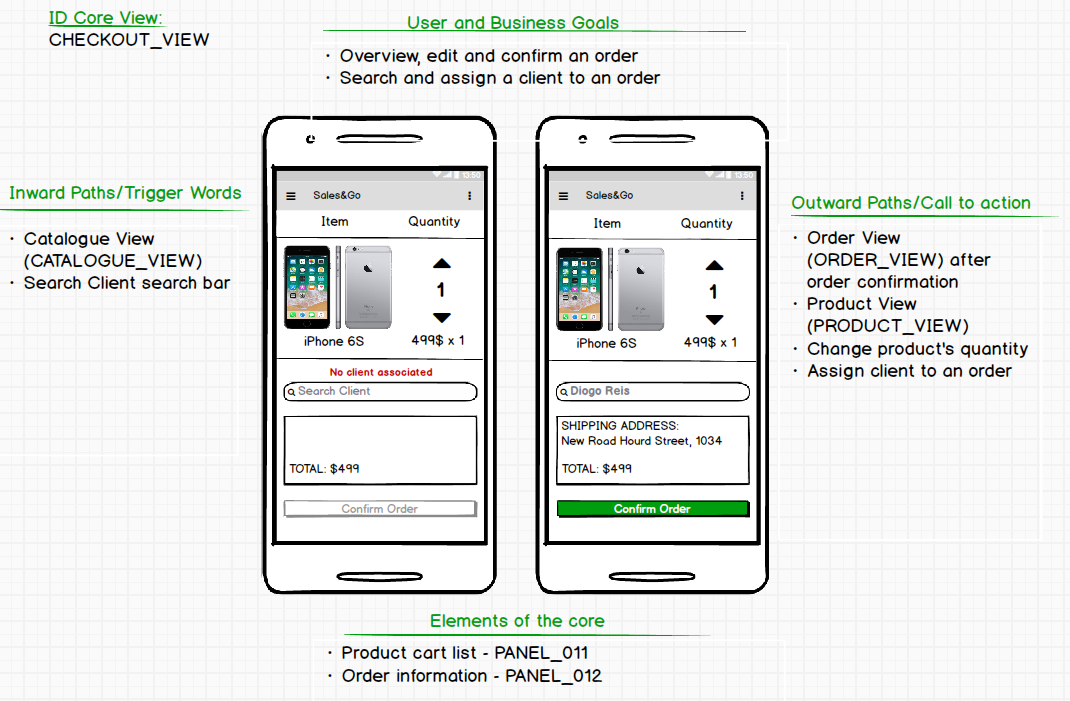 ID Core View:
CHECKOUT_VIEW
User and Business Goals
· Overview, edit and confirm an order
· Search and assign a client to an order
Inward Paths/Trigger Words
· Catalogue View
(CATALOGUE_VIEW)
· Search Client search bar
13:50
Sales&Go
Item Quantity
1
iPhone 6S 499$ x 1
No client associated
Search Client
TOTAL: $499
Confirm Order
13:50
Sales&Go
Item Quantity
1
iPhone 6S 499$ x 1
Diogo Reis
SHIPPING ADDRESS:
New Road Hourd Street, 1034
TOTAL: $499
Confirm Order
Outward Paths/Call to action
· Order View
(ORDER_VIEW) after
order confirmation
· Product View
(PRODUCT_VIEW)
· Change product's quantity
· Assign client to an order
Elements of the core
· Product cart list - PANEL_011
· Order information - PANEL_012